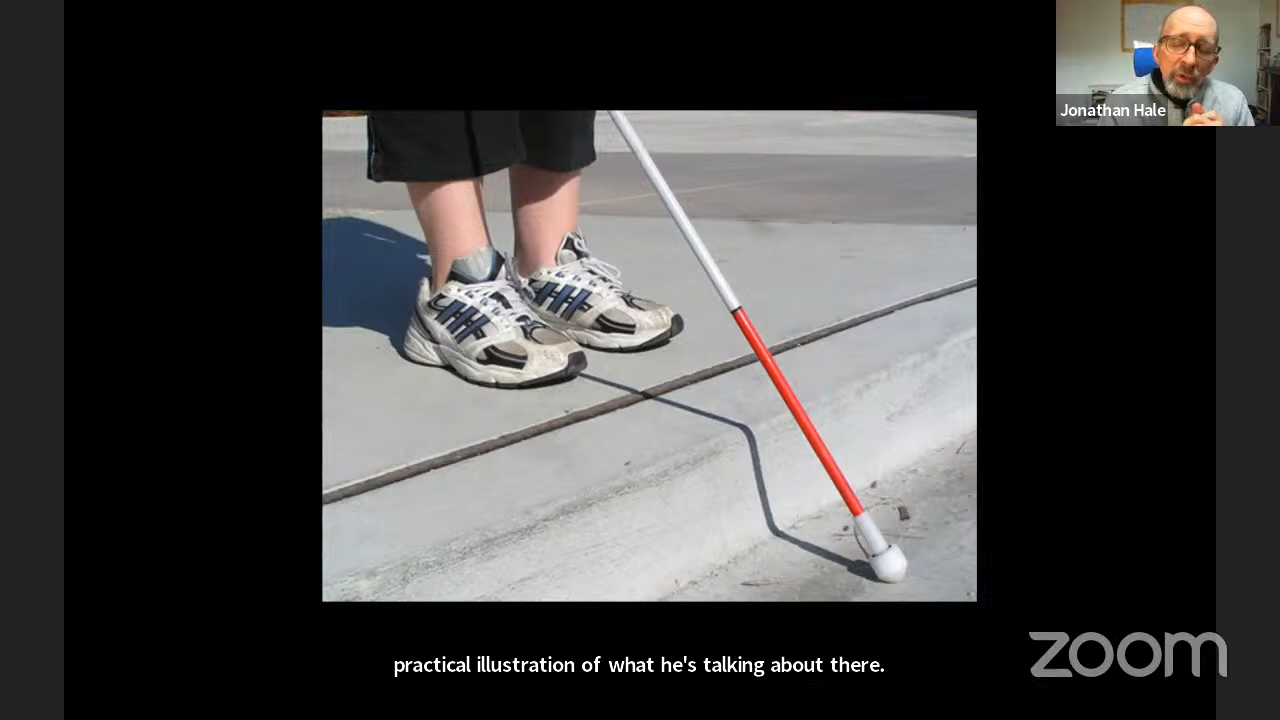 Jonathan Hale
practical illustration of what he's talking about there.
zoom